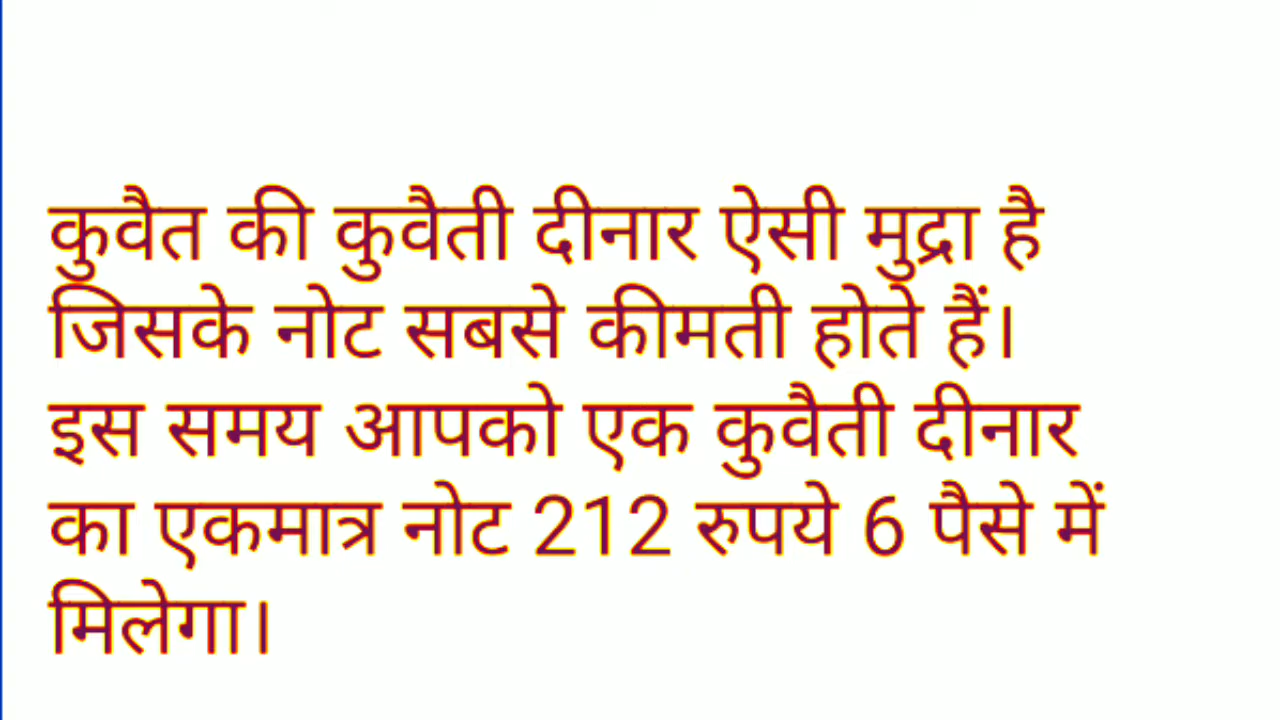 कुवैत की कुवैती दीनार ऐसी मुद्रा है
जिसके नोट सबसे कीमती होते हैं।
इस समय आपको एक कुवैती दीनार
का एकमात्र नोट 212 रुपये 6 पैसे में
मिलेगा।